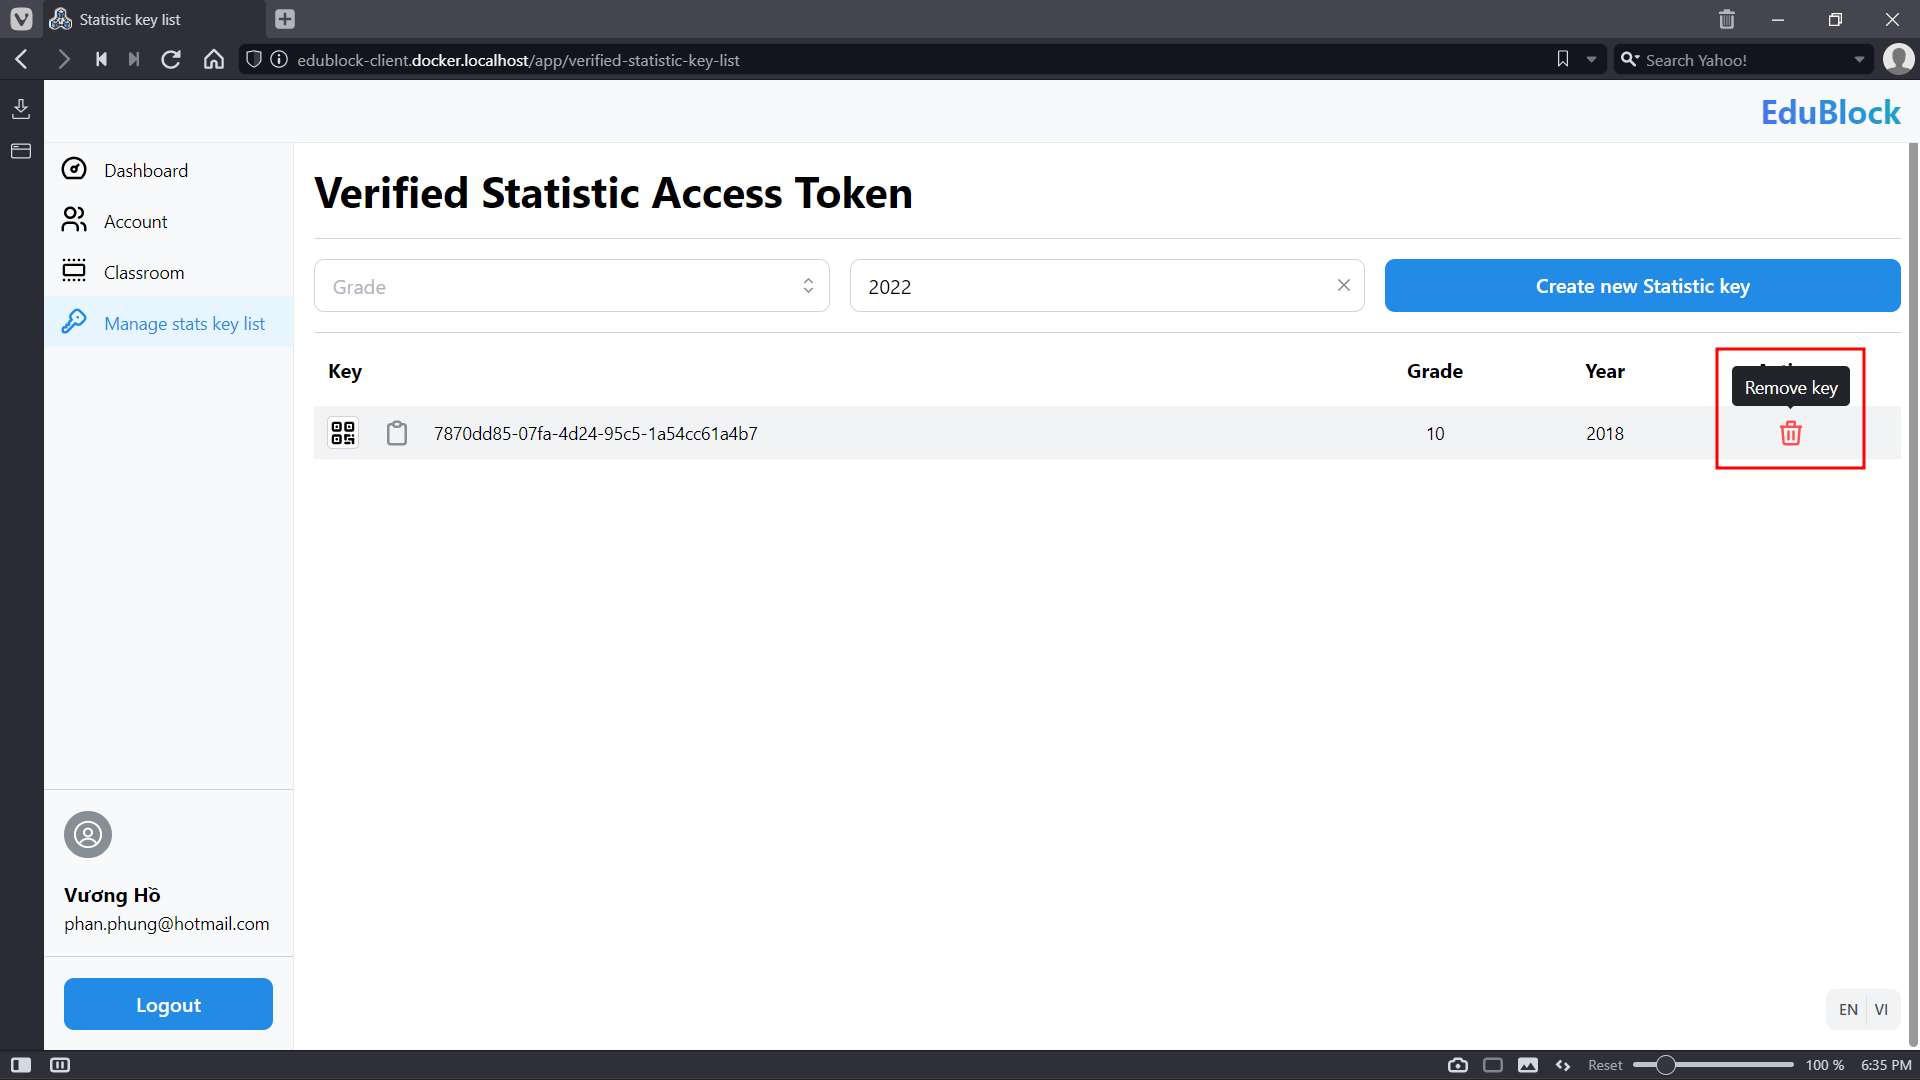 Statistic key list
edublock-client.docker.localhost/app/verified-statistic-key-list
Search Yahoo!
EduBlock
Dashboard
Account
Classroom
Manage stats key list
Verified Statistic Access Token
Grade
2022
Create new Statistic key
Key
Grade
Year
Remove key
7870dd85-07fa-4d24-95c5-1a54cc61a4b7
10
2018
Vương Hồ
phan.phung@hotmail.com
Logout
EN
VI
Reset
100 %
6:35 PM